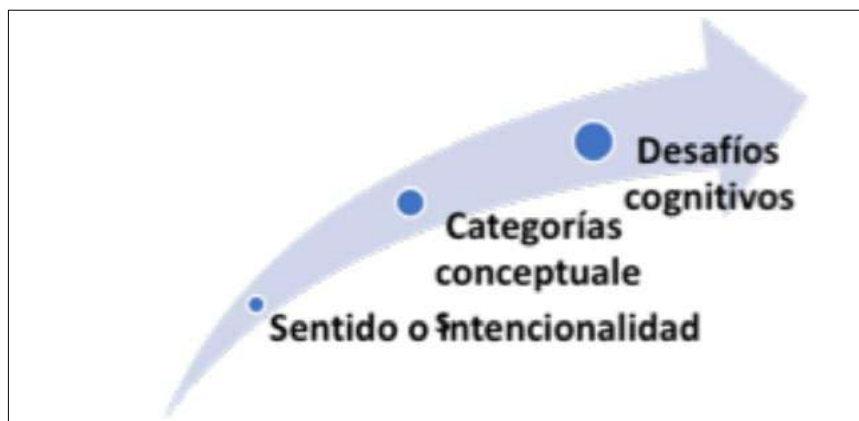 Desafíos
cognitivos
Categorías
conceptuale
s
Sentido o intencionalidad